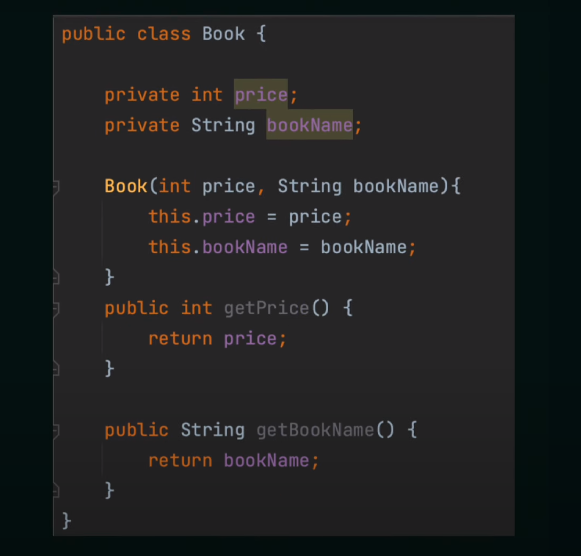 public class Book {
private int price;
private String bookName;
Book(int price, String bookName){
this.price = price;
this.bookName = bookName;
}
public int getPrice() {
return price;
}
public String getBookName() {
return bookName;
}
}